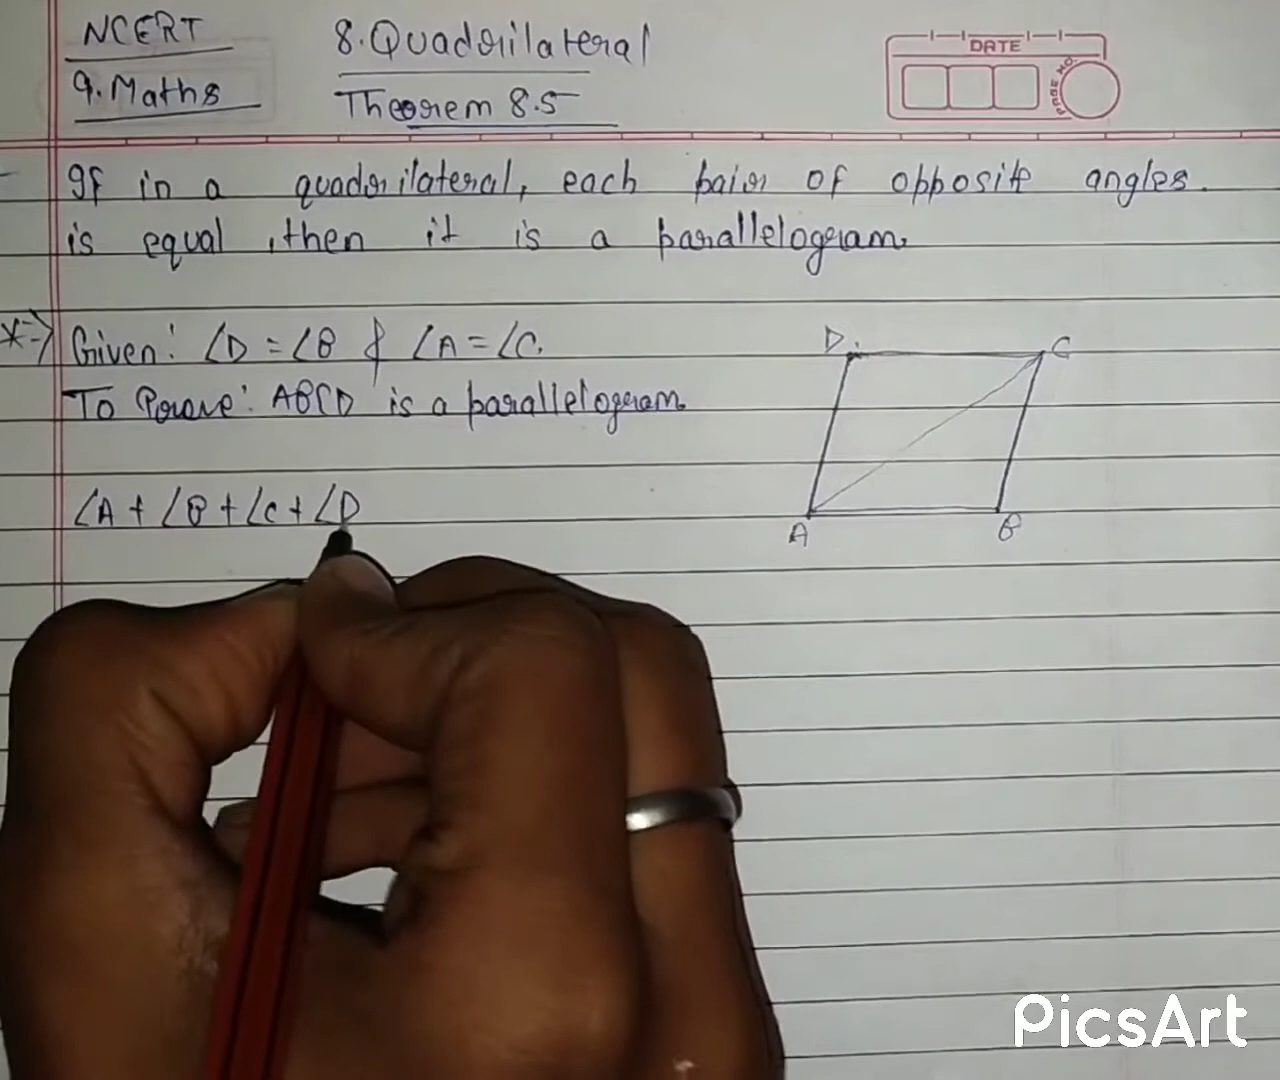 NCERT
9. Maths
8. Quadrilateral
Theorem 8.5
DATE
PAGE NO.
If in a quadrilateral, each pair of opposite angles.
is equal, then it is a parallelogram.
*→ Given: ∠D = ∠B & ∠A = ∠C.
To Prove: ABCD is a parallelogram.
D C
A B
∠A + ∠B + ∠C + ∠D
PicsArt